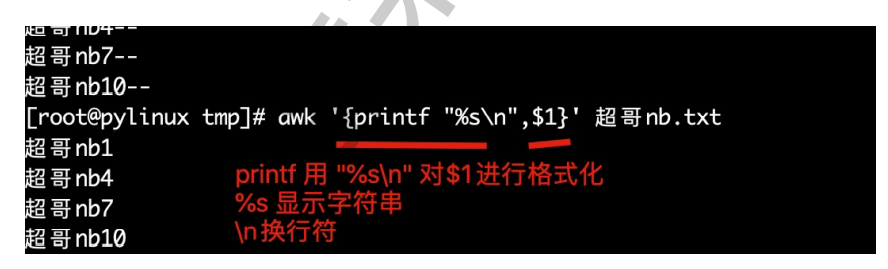 超哥nb4--
超哥nb7--
超哥nb10--
[root@pylinux tmp]# awk '{printf "%s\n",$1}' 超哥nb.txt
超哥nb1
超哥nb4
超哥nb7
超哥nb10
printf 用 "%s\n" 对$1进行格式化
%s 显示字符串
\n换行符